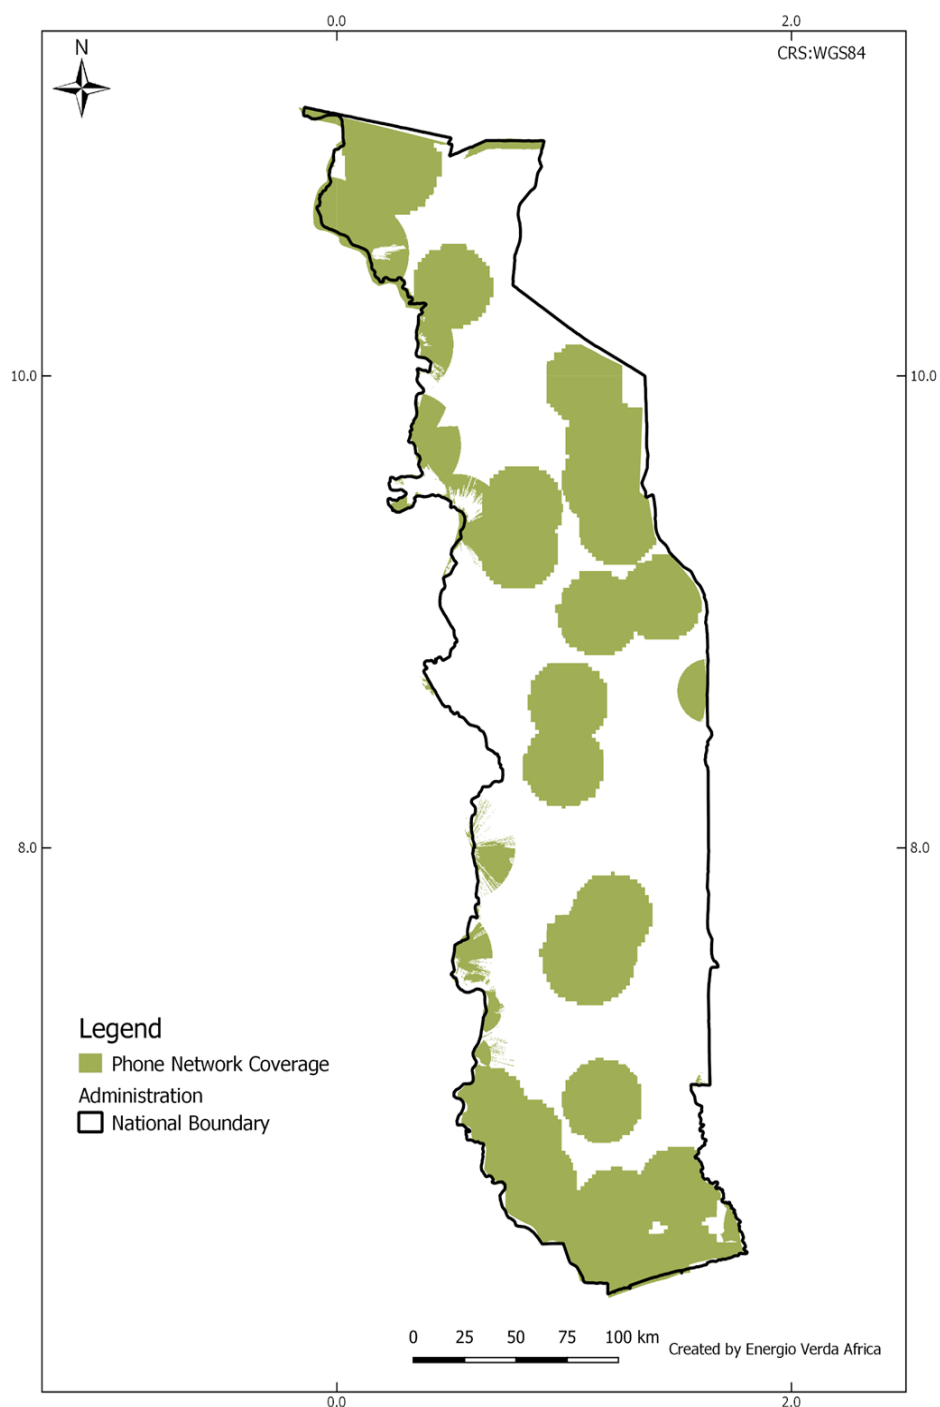 0.0 2.0
CRS:WGS84
N
10.0 10.0
8.0 8.0
Legend
Phone Network Coverage
Administration
National Boundary
0 25 50 75 100 km
Created by Energio Verda Africa
0.0 2.0